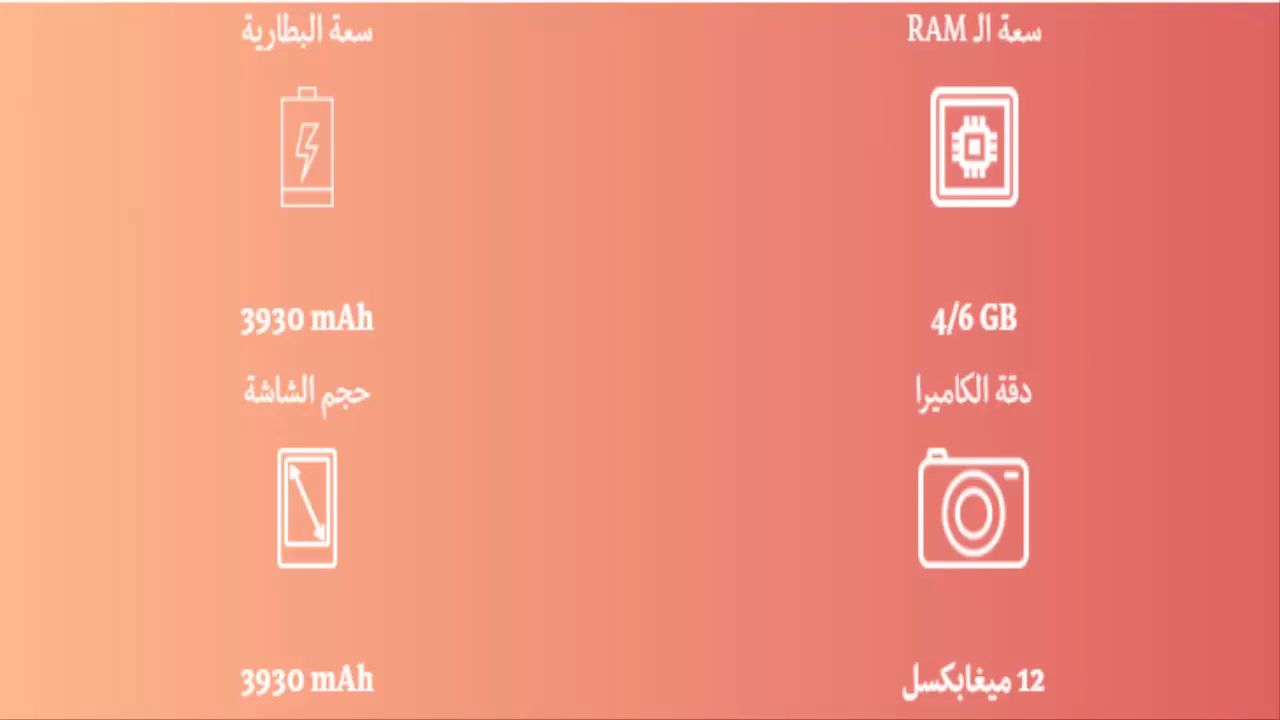 سعة الـ RAM
سعة البطارية
4/6 GB
3930 mAh
دقة الكاميرا
حجم الشاشة
12 ميغابكسل
3930 mAh